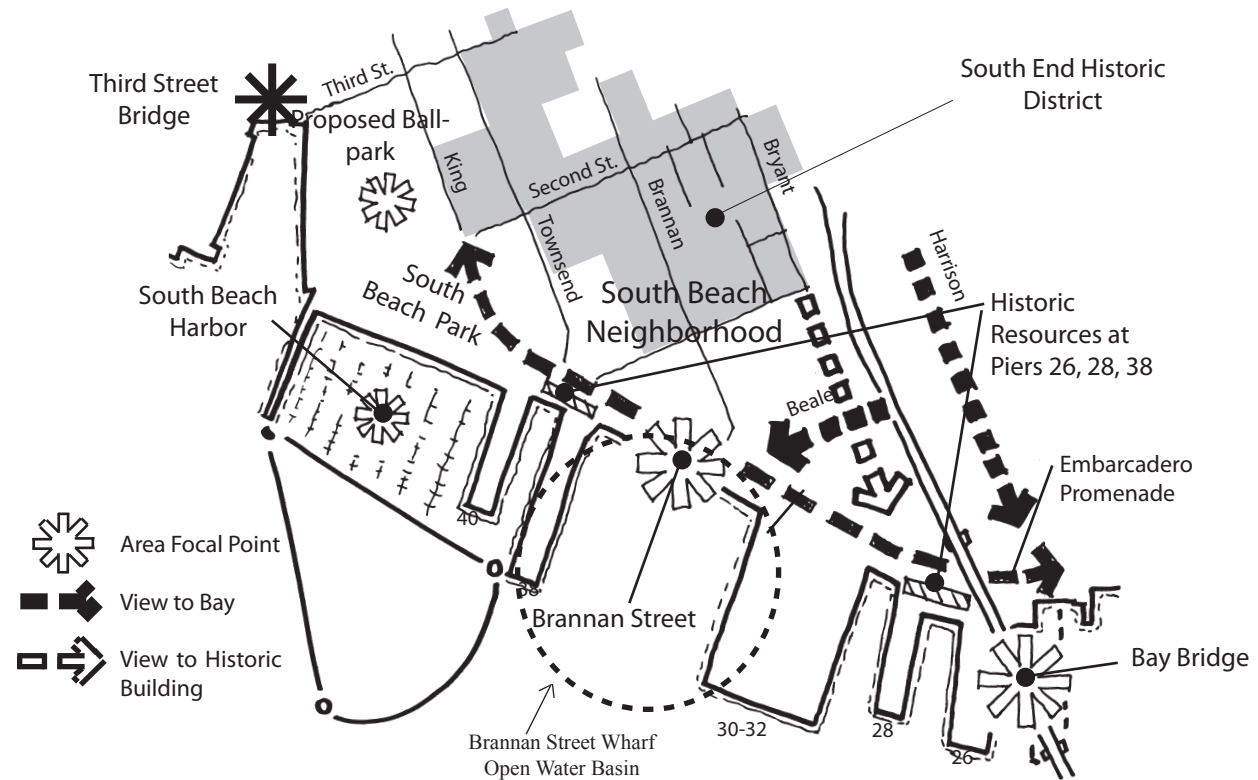 Third Street
Bridge
Third St.
Proposed Ball-
park
South End Historic
District
King
Second St.
Brannan
Bryant
Townsend
South
Beach Park
South Beach
Harbor
South Beach
Neighborhood
Harrison
Historic
Resources at
Piers 26, 28, 38
Beale
Embarcadero
Promenade
40
38
Area Focal Point
View to Bay
View to Historic
Building
Brannan Street
Bay Bridge
30-32
28
26
Brannan Street Wharf
Open Water Basin